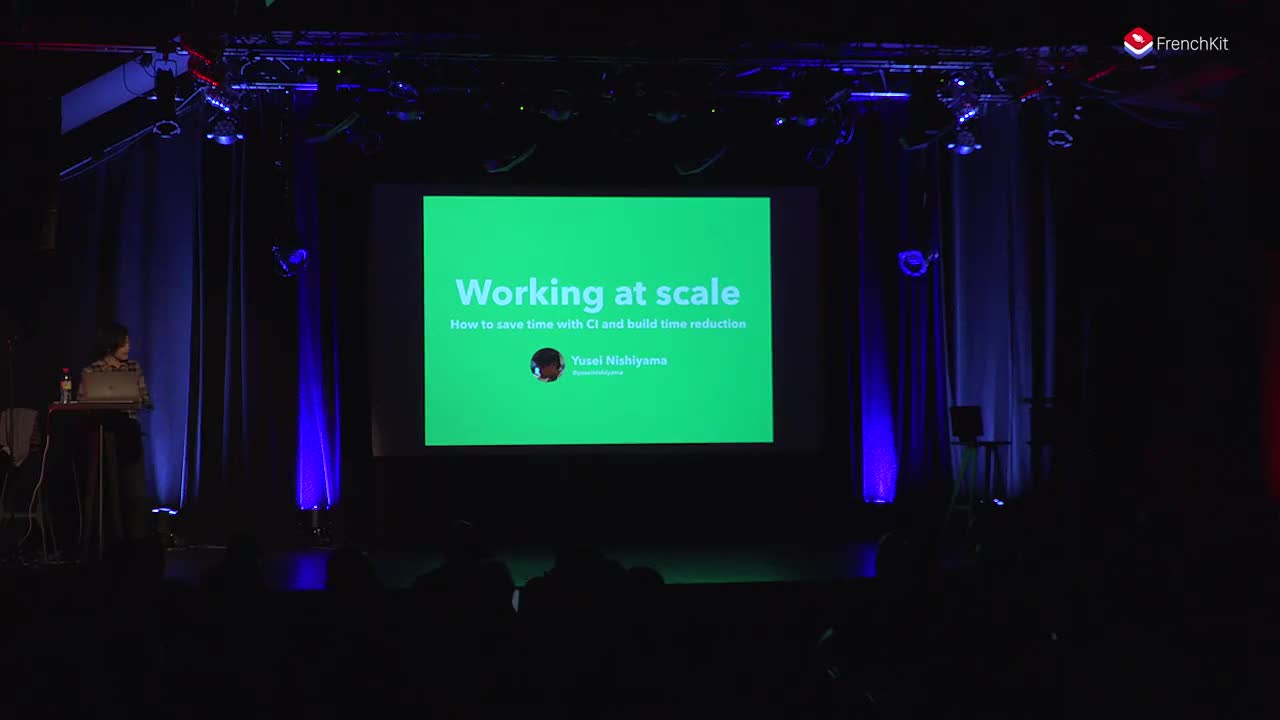 FrenchKit
Working at scale
How to save time with CI and build time reduction
Yusei Nishiyama
@yuseinishiyama